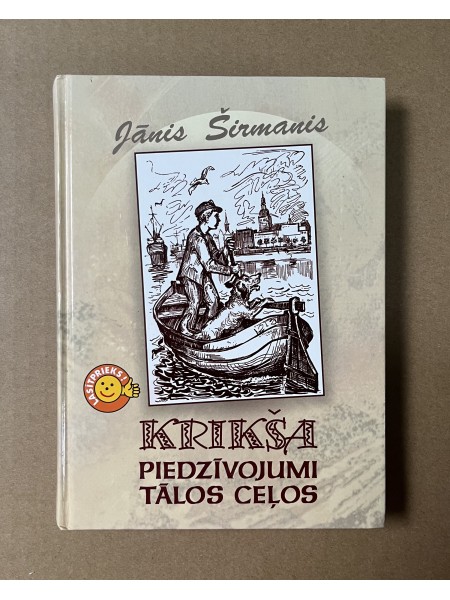 Jānis Širmanis
LASĪTPRIEKS
KRIKŠA
PIEDZĪVOJUMI
TĀLOS CEĻOS